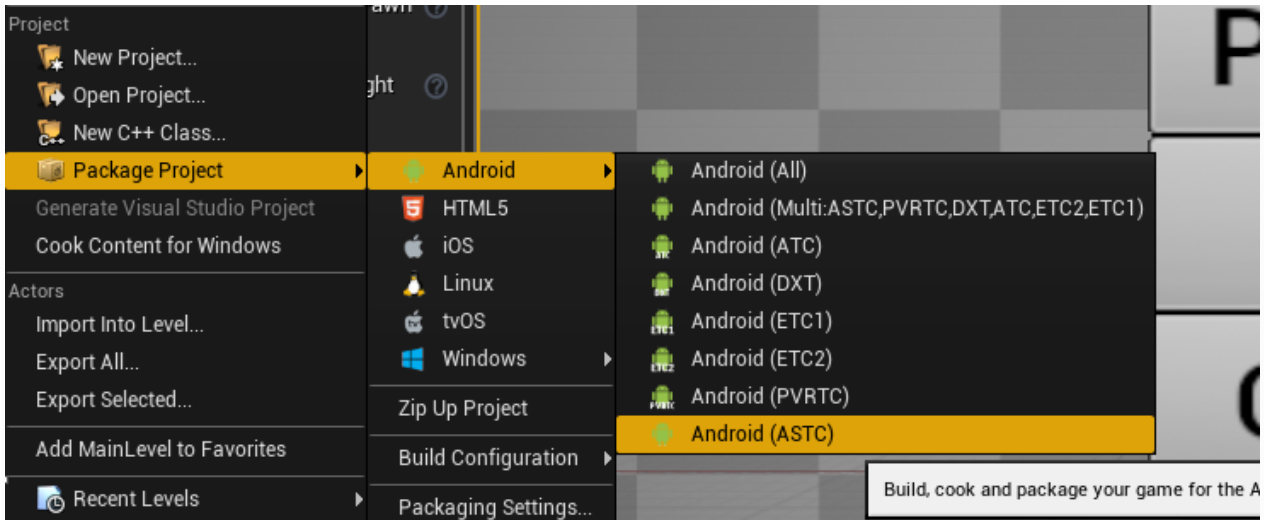 Project
New Project...
Open Project...
New C++ Class...
Package Project
Generate Visual Studio Project
Cook Content for Windows
Actors
Import Into Level...
Export All...
Export Selected...
Add MainLevel to Favorites
Recent Levels
ght
Android
HTML5
iOS
Linux
tvOS
Windows
Zip Up Project
Build Configuration
Packaging Settings...
Android (All)
Android (Multi:ASTC,PVRTC,DXT,ATC,ETC2,ETC1)
Android (ATC)
Android (DXT)
Android (ETC1)
Android (ETC2)
Android (PVRTC)
Android (ASTC)
Build, cook and package your game for the A
P